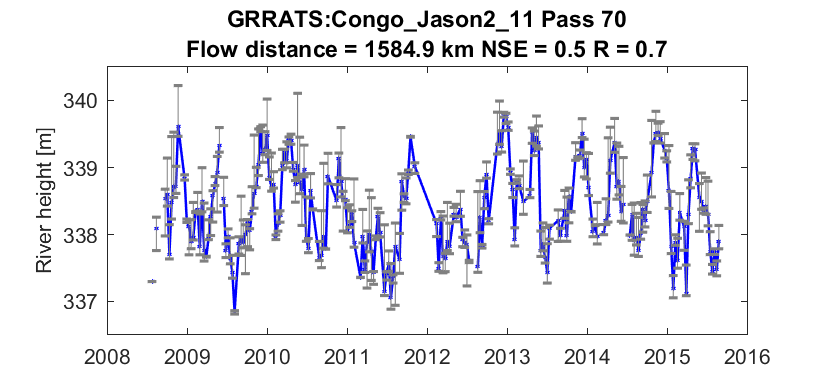 GRRATS:Congo_Jason2_11 Pass 70
Flow distance = 1584.9 km NSE = 0.5 R = 0.7
River height [m]
340
339
338
337
2008 2009 2010 2011 2012 2013 2014 2015 2016